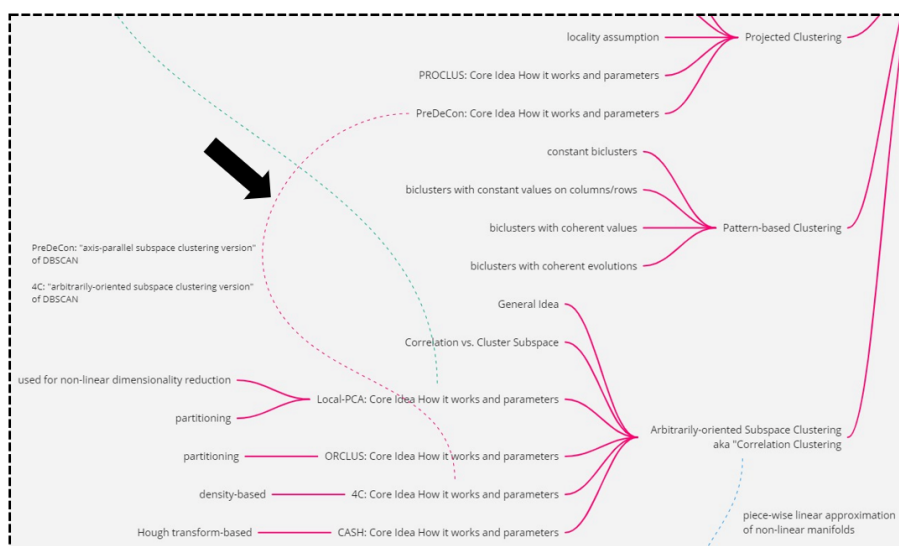 locality assumption
Projected Clustering
PROCLUS: Core Idea How it works and parameters
PreDeCon: Core Idea How it works and parameters
constant biclusters
biclusters with constant values on columns/rows
biclusters with coherent values
Pattern-based Clustering
biclusters with coherent evolutions
PreDeCon: "axis-parallel subspace clustering version"
of DBSCAN
4C: "arbitrarily-oriented subspace clustering version"
of DBSCAN
General Idea
Correlation vs. Cluster Subspace
used for non-linear dimensionality reduction
Local-PCA: Core Idea How it works and parameters
partitioning
Arbitrarily-oriented Subspace Clustering
aka "Correlation Clustering
partitioning
ORCLUS: Core Idea How it works and parameters
density-based
4C: Core Idea How it works and parameters
piece-wise linear approximation
of non-linear manifolds
Hough transform-based
CASH: Core Idea How it works and parameters